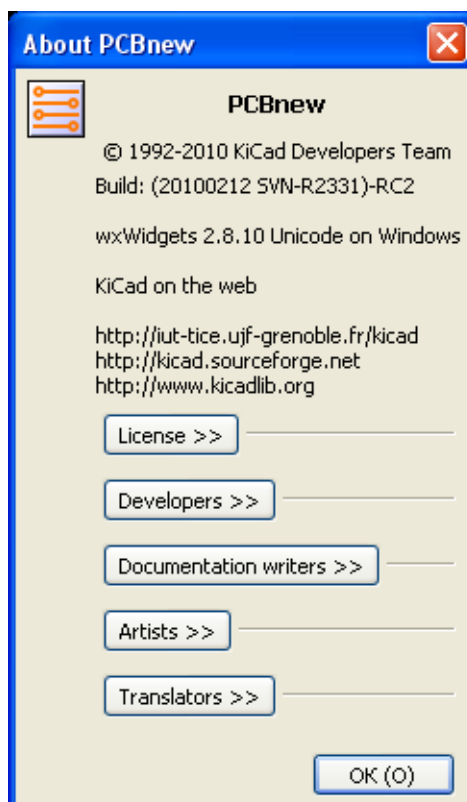 About PCBnew
PCBnew
© 1992-2010 KiCad Developers Team
Build: (20100212 SVN-R2331)-RC2
wxWidgets 2.8.10 Unicode on Windows
KiCad on the web
http://iut-tice.ujf-grenoble.fr/kicad
http://kicad.sourceforge.net
http://www.kicadlib.org
License >>
Developers >>
Documentation writers >>
Artists >>
Translators >>
OK (O)